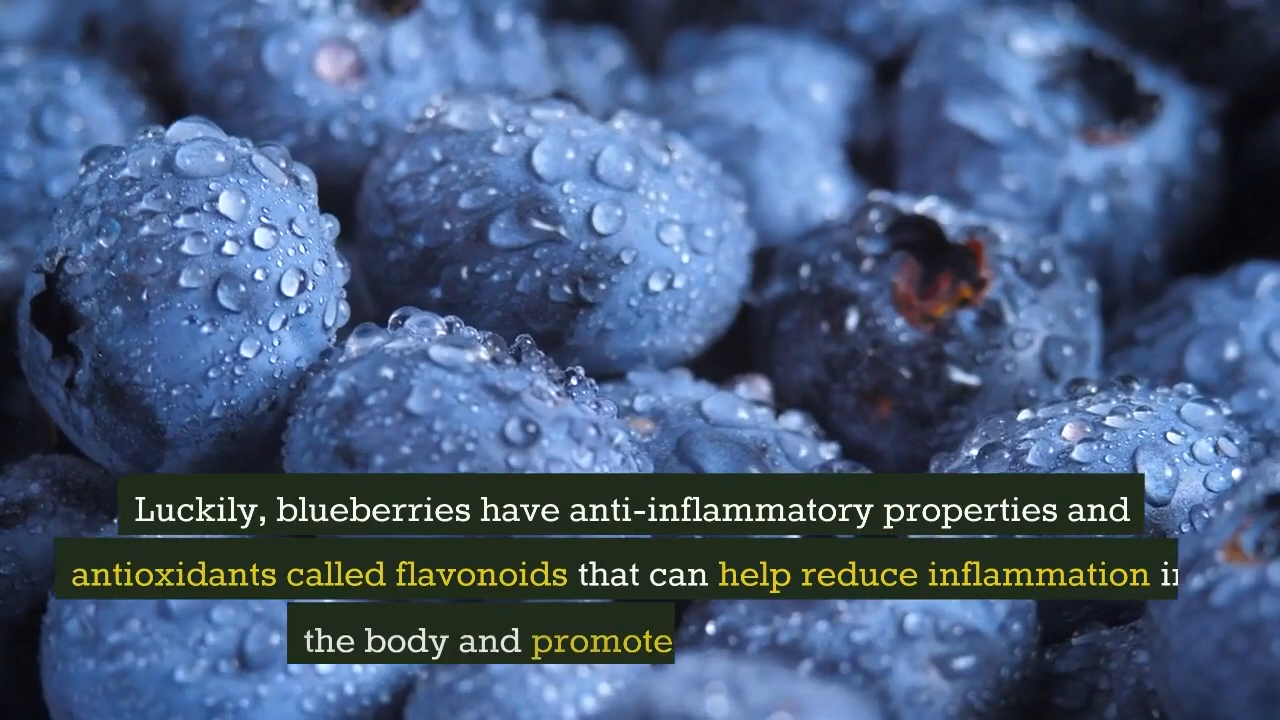 Luckily, blueberries have anti-inflammatory properties and
antioxidants called flavonoids that can help reduce inflammation
the body and promote